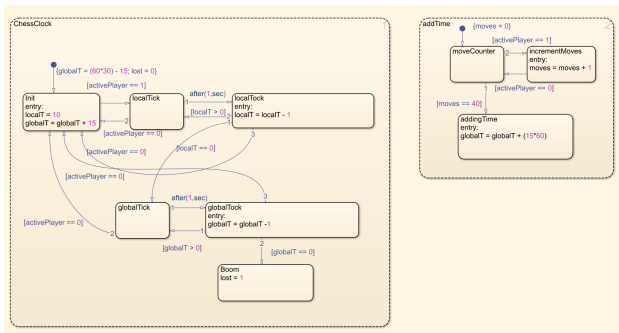 ChessClock
1
{globalT = (60*30) - 15; lost = 0}
[activePlayer == 1]
Init
entry:
localT = 10
globalT = globalT + 15
localTick
1
after(1,sec)
localTock
entry:
localT = localT - 1
[localT > 0]
2
2
1
[activePlayer == 0]
3
[localT == 0]
[activePlayer == 0]
[activePlayer == 0]
3
after(1,sec)
globalTick
1
globalTock
entry:
globalT = globalT -1
[activePlayer == 0]
2
1
[globalT > 0]
2
[globalT == 0]
Boom
lost = 1
addTime
2
{moves = 0}
[activePlayer == 1]
moveCounter
2
incrementMoves
entry:
moves = moves + 1
1
[activePlayer == 0]
[moves == 40]
addingTime
entry:
globalT = globalT + (15*60)